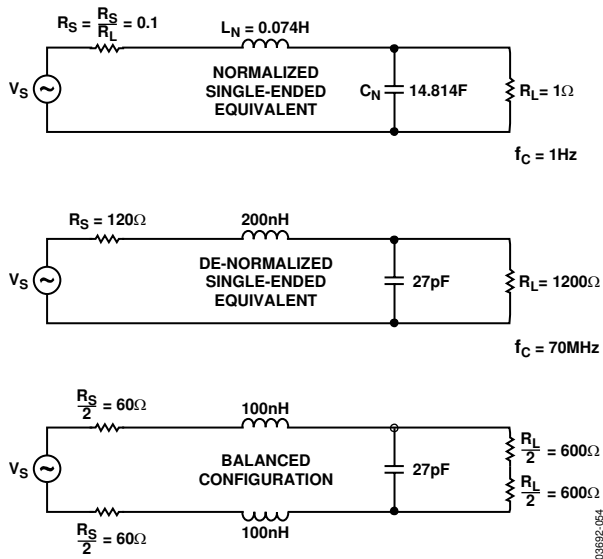 R_S = R_S/R_L = 0.1
L_N = 0.074H
V_S
NORMALIZED
SINGLE-ENDED
EQUIVALENT
C_N
14.814F
R_L= 1Ω
f_C = 1Hz
R_S = 120Ω
200nH
V_S
DE-NORMALIZED
SINGLE-ENDED
EQUIVALENT
27pF
R_L= 1200Ω
f_C = 70MHz
R_S/2 = 60Ω
100nH
V_S
BALANCED
CONFIGURATION
27pF
R_L/2 = 600Ω
R_L/2 = 600Ω
R_S/2 = 60Ω
100nH
03692-054